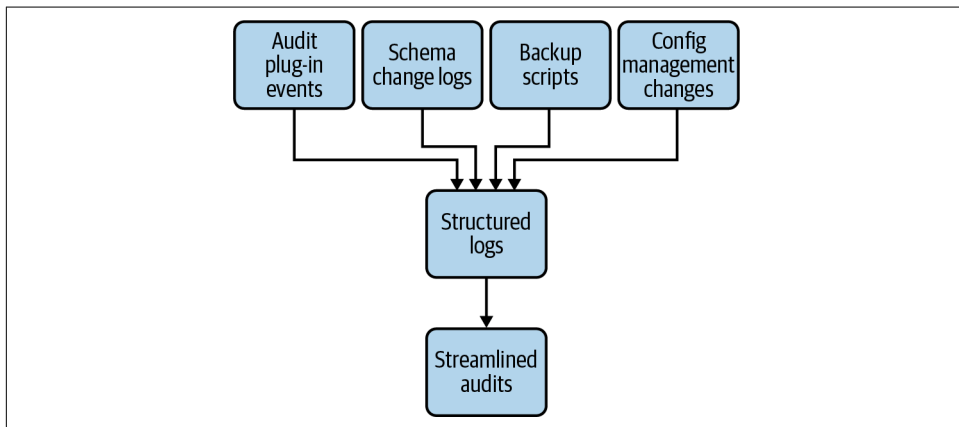 Audit
plug-in
events
Schema
change logs
Backup
scripts
Config
management
changes
Structured
logs
Streamlined
audits